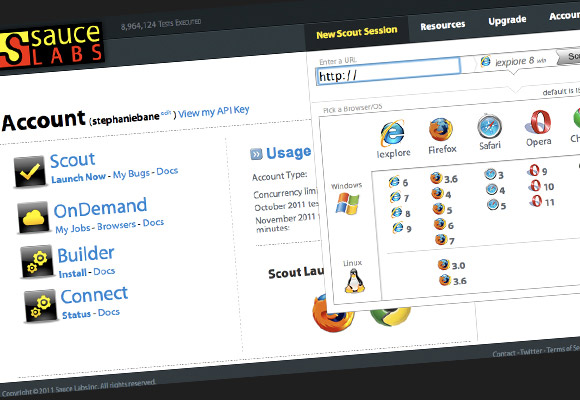 sauce
LABS
8,964,124 Tests Executed
New Scout Session
Resources
Upgrade
Enter a URL
http://
iexplore 8 win
default is
Pick a Browser/OS
Account (stephaniebane edit) View my API Key
Scout
Launch Now - My Bugs - Docs
OnDemand
My Jobs - Browsers - Docs
Builder
Install - Docs
Connect
Status - Docs
Usage
Account Type:
Concurrency lim
October 2011 tes
November 2011
minutes:
Scout Lau
Iexplore
Firefox
Safari
Opera
Windows
6
7
8
9
3.6
4
5
6
7
3
4
5
9
10
11
Linux
3.0
3.6
Contact - Twitter - Terms of Se
Copyright © 2011 Sauce Labs Inc. All rights reserved.